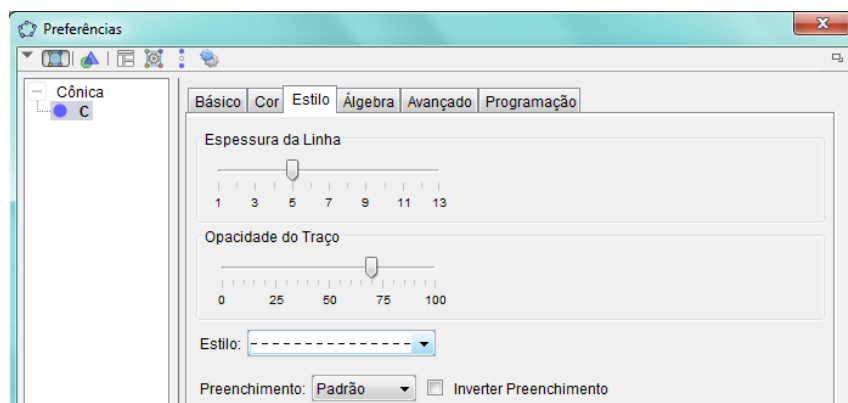 Preferências
Cônica
C
Básico Cor Estilo Álgebra Avançado Programação
Espessura da Linha
1 3 5 7 9 11 13
Opacidade do Traço
0 25 50 75 100
Estilo:
Preenchimento: Padrão Inverter Preenchimento